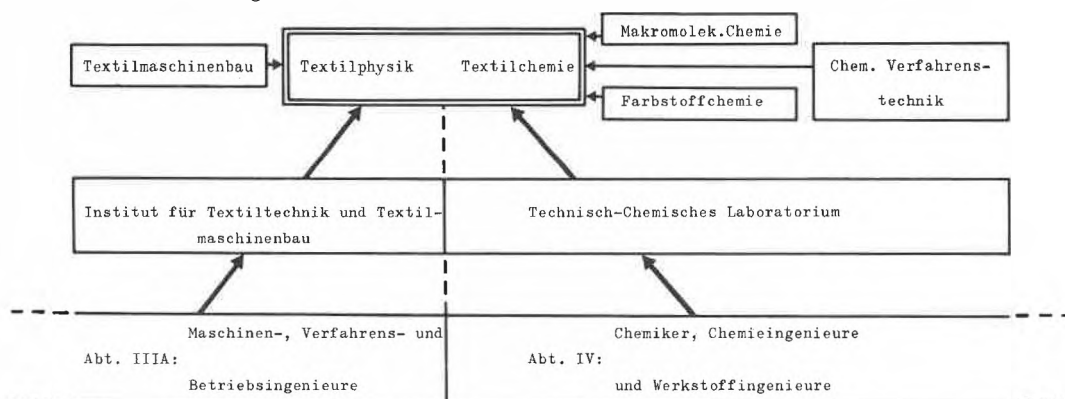 Makromolek.Chemie
Textilmaschinenbau
Textilphysik Textilchemie
Chem. Verfahrens-
technik
Farbstoffchemie
Institut für Textiltechnik und Textil-
maschinenbau
Technisch-Chemisches Laboratorium
Maschinen-, Verfahrens- und
Abt. IIIA:
Betriebsingenieure
Chemiker, Chemieingenieure
Abt. IV:
und Werkstoffingenieure